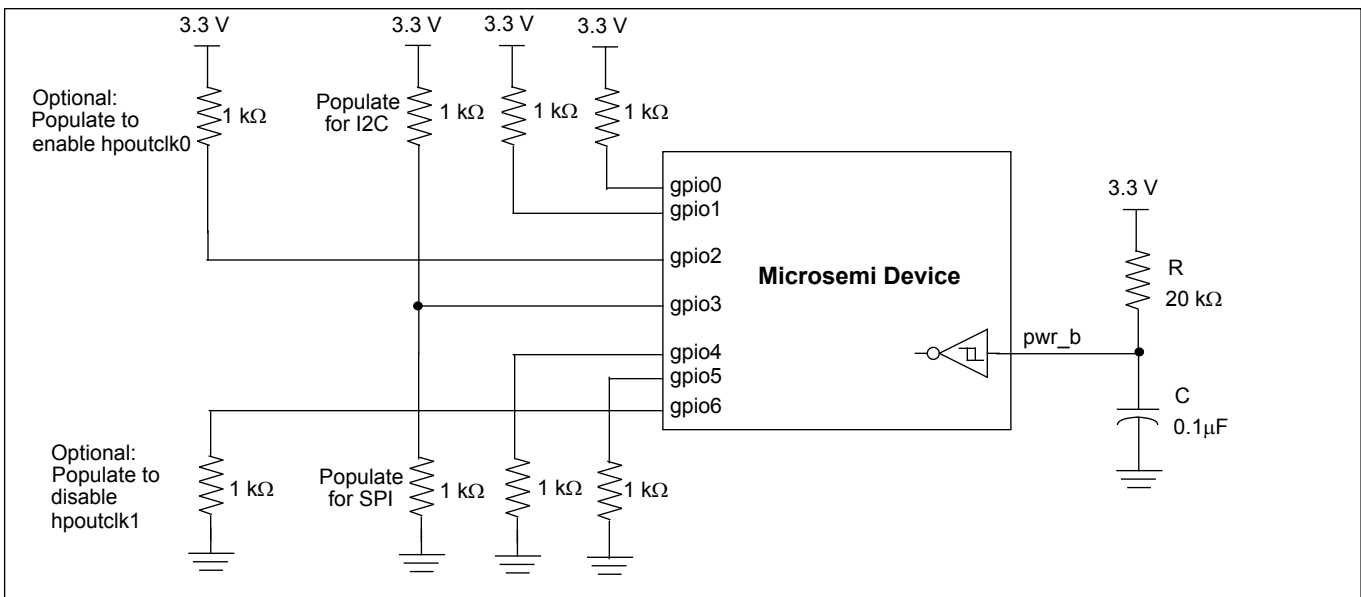 3.3 V
3.3 V
3.3 V
3.3 V
Optional:
Populate to
enable hpoutclk0
1 kΩ
Populate
for I2C
1 kΩ
1 kΩ
1 kΩ
gpio0
gpio1
gpio2
gpio3
gpio4
gpio5
gpio6
Microsemi Device
pwr_b
3.3 V
R
20 kΩ
C
0.1μF
Optional:
Populate to
disable
hpoutclk1
1 kΩ
Populate
for SPI
1 kΩ
1 kΩ
1 kΩ